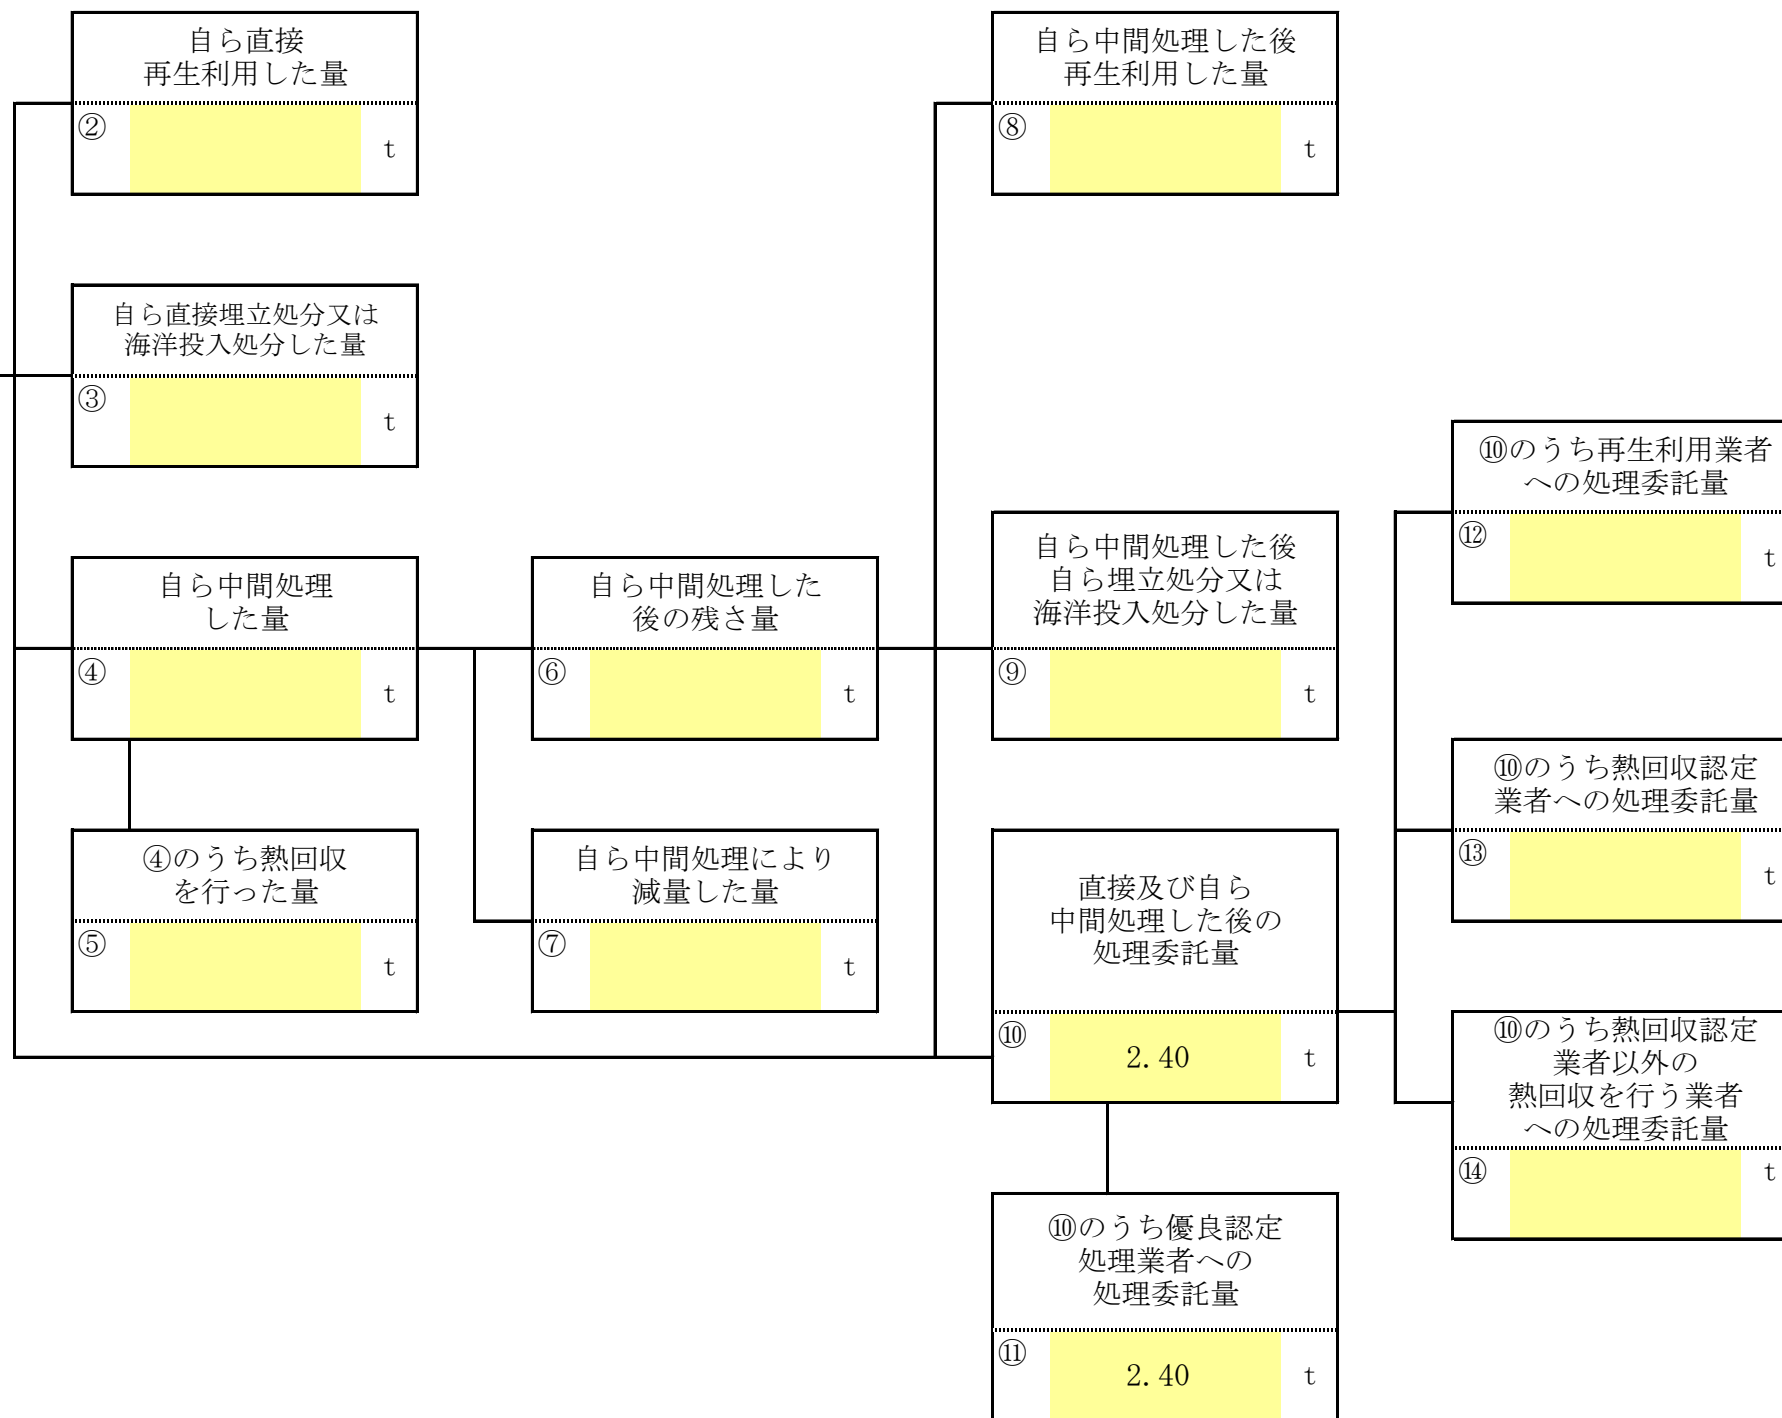 自ら直接
再生利用した量
②
t
自ら中間処理した後
再生利用した量
⑧
t
自ら直接埋立処分又は
海洋投入処分した量
③
t
⑩のうち再生利用業者
への処理委託量
⑫
t
自ら中間処理
した量
④
t
自ら中間処理した
後の残さ量
⑥
t
自ら中間処理した後
自ら埋立処分又は
海洋投入処分した量
⑨
t
⑩のうち熱回収認定
業者への処理委託量
⑬
t
④のうち熱回収
を行った量
⑤
t
自ら中間処理により
減量した量
⑦
t
直接及び自ら
中間処理した後の
処理委託量
⑩
2.40
t
⑩のうち熱回収認定
業者以外の
熱回収を行う業者
への処理委託量
⑭
t
⑩のうち優良認定
処理業者への
処理委託量
⑪
2.40
t